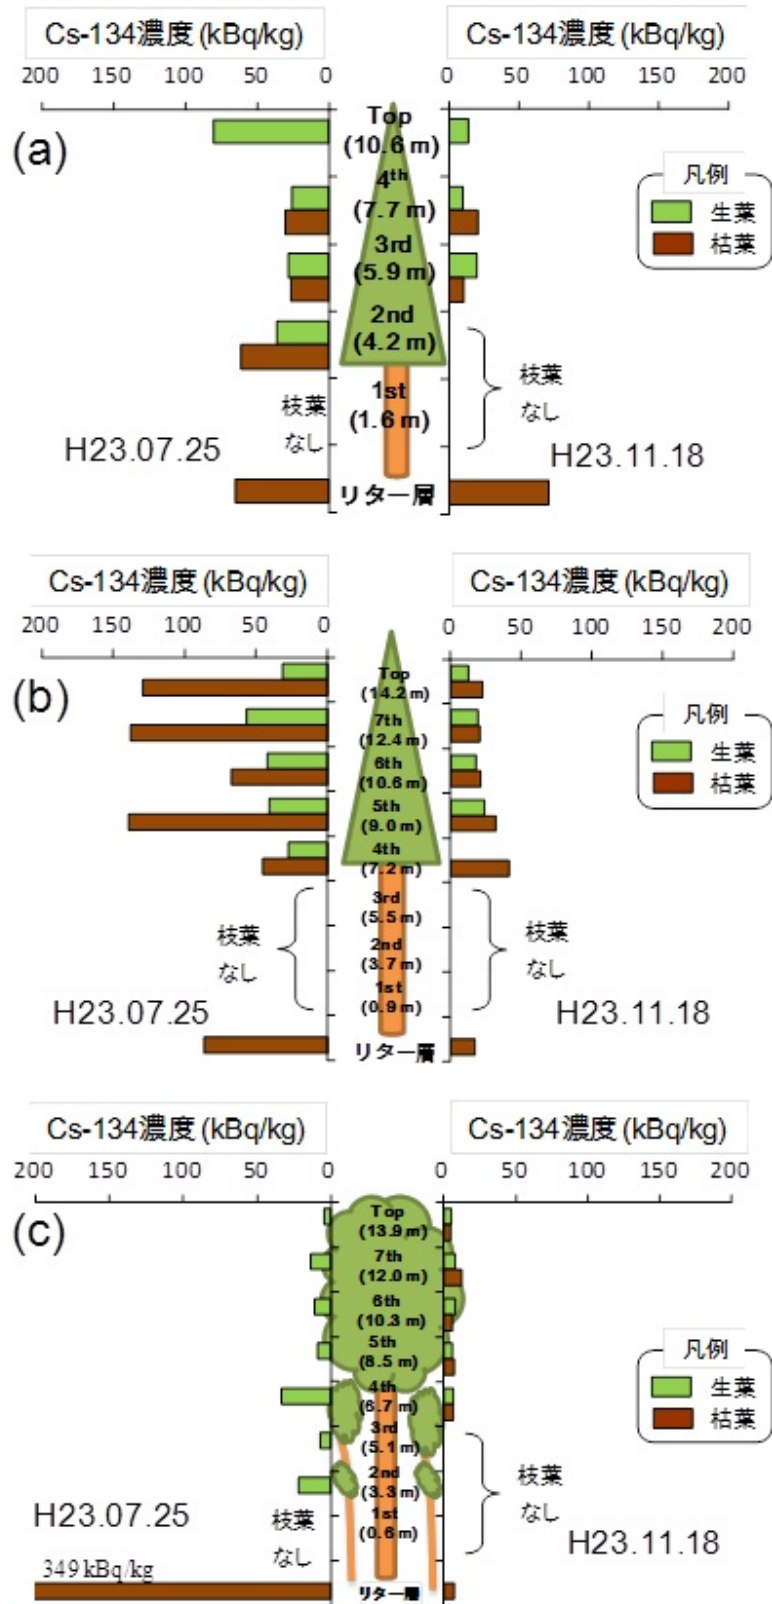 Cs-134濃度(kBq/kg) Cs-134濃度(kBq/kg)
200 150 100 50 0 0 50 100 150 200
(a)
Top
(10.6 m)
4th
(7.7 m)
3rd
(5.9 m)
2nd
(4.2 m)
1st
(1.6 m)
リター層
枝葉
なし
H23.07.25
凡例
生葉
枯葉
枝葉
なし
H23.11.18
Cs-134濃度(kBq/kg) Cs-134濃度(kBq/kg)
200 150 100 50 0 0 50 100 150 200
(b)
Top
(14.2 m)
7th
(12.4 m)
6th
(10.6 m)
5th
(9.0 m)
4th
(7.2 m)
3rd
(5.5 m)
2nd
(3.7 m)
1st
(0.9 m)
リター層
枝葉
なし
H23.07.25
凡例
生葉
枯葉
枝葉
なし
H23.11.18
Cs-134濃度(kBq/kg) Cs-134濃度(kBq/kg)
200 150 100 50 0 0 50 100 150 200
(c)
Top
(13.9 m)
7th
(12.0 m)
6th
(10.3 m)
5th
(8.5 m)
4th
(6.7 m)
3rd
(5.1 m)
2nd
(3.3 m)
1st
(0.6 m)
リター層
H23.07.25
枝葉
なし
349 kBq/kg
凡例
生葉
枯葉
枝葉
なし
H23.11.18